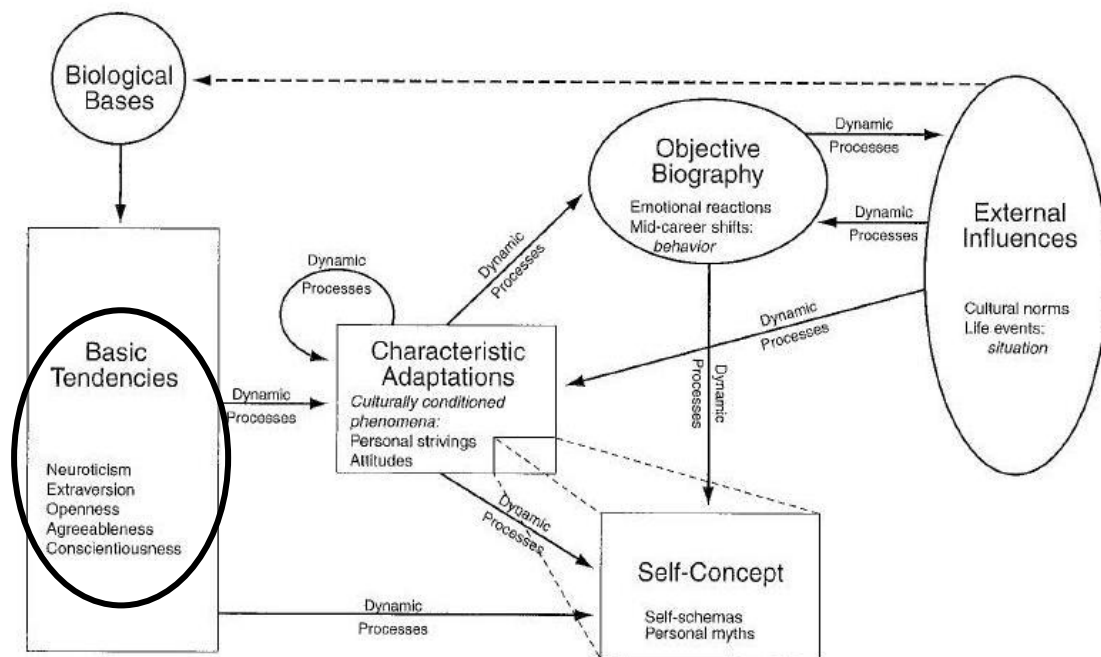 Biological
Bases
Basic
Tendencies
Neuroticism
Extraversion
Openness
Agreeableness
Conscientiousness
Dynamic
Processes
Dynamic
Processes
Characteristic
Adaptations
Culturally conditioned
phenomena:
Personal strivings
Attitudes
Dynamic
Processes
Objective
Biography
Emotional reactions
Mid-career shifts:
behavior
Dynamic
Processes
Dynamic
Processes
External
Influences
Cultural norms
Life events:
situation
Dynamic
Processes
Dynamic
Processes
Dynamic
Processes
Self-Concept
Self-schemas
Personal myths
Dynamic
Processes